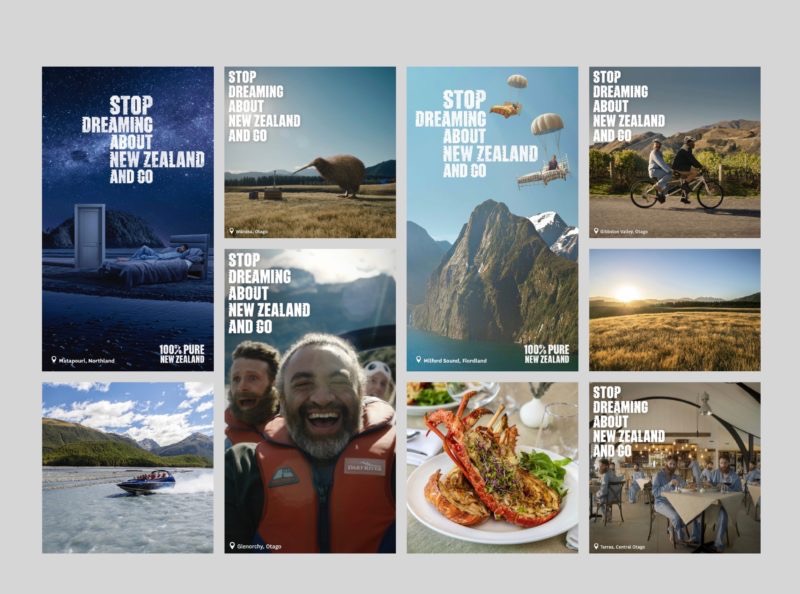 STOP
DREAMING
ABOUT
NEW ZEALAND
AND GO
Matapouri, Northland
100% PURE
NEW ZEALAND
STOP
DREAMING
ABOUT
NEW ZEALAND
AND GO
Wānaka, Otago
STOP
DREAMING
ABOUT
NEW ZEALAND
AND GO
Milford Sound, Fiordland
100% PURE
NEW ZEALAND
STOP
DREAMING
ABOUT
NEW ZEALAND
AND GO
Gibbston Valley, Otago
STOP
DREAMING
ABOUT
NEW ZEALAND
AND GO
DART RIVER
Glenorchy, Otago
STOP
DREAMING
ABOUT
NEW ZEALAND
AND GO
Tarras, Central Otago